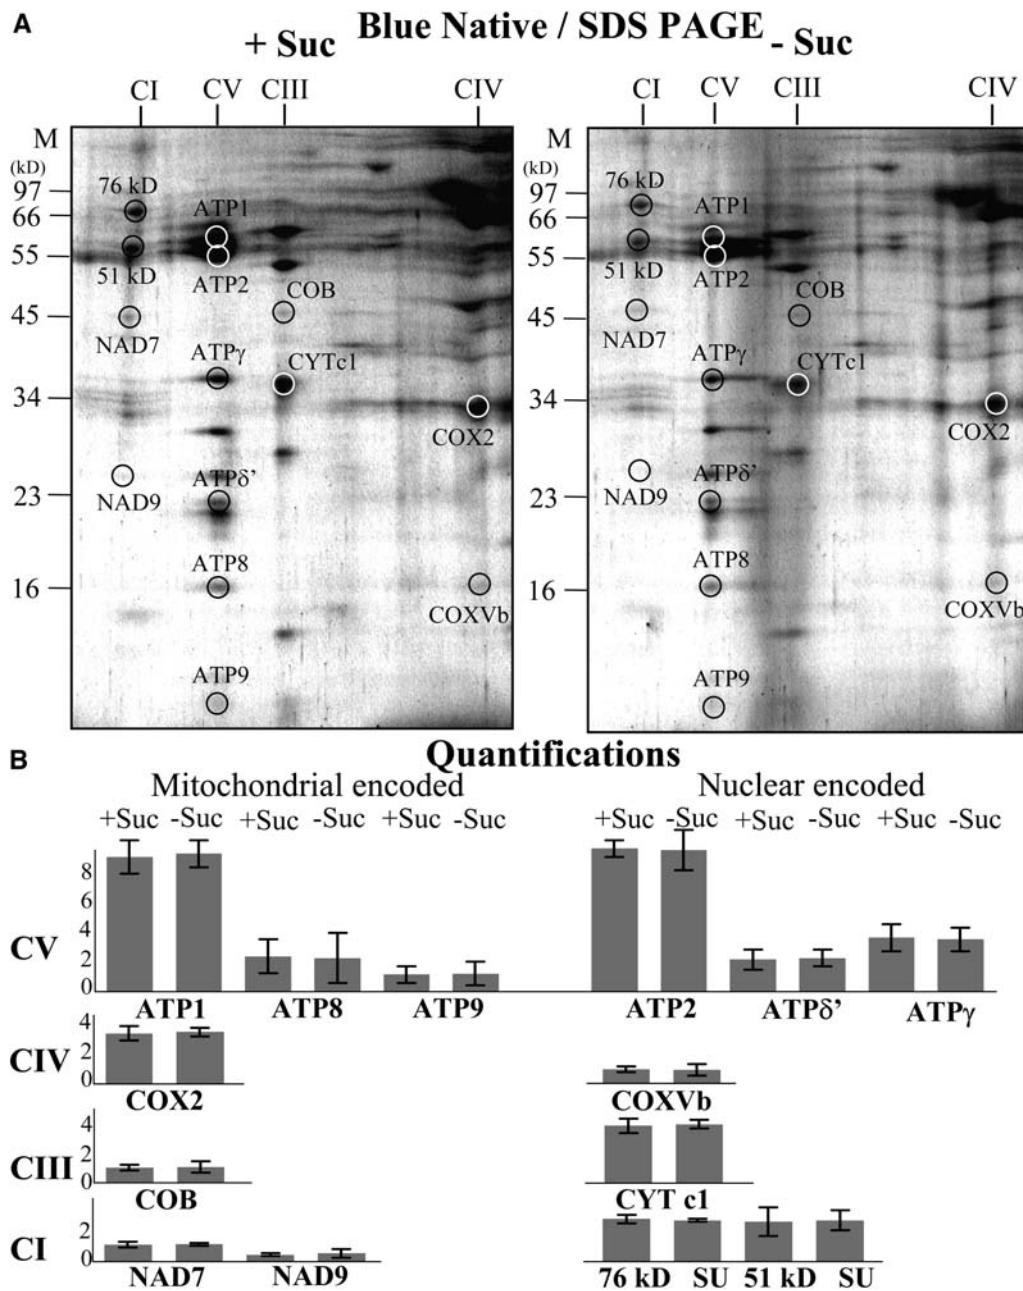 A
Blue Native / SDS PAGE
+ Suc
- Suc
CI CV CIII CIV
CI CV CIII CIV
M
(kD)
97
66
55
45
34
23
16
76 kD
ATP1
51 kD
ATP2
COB
NAD7
ATPγ
CYTc1
COX2
NAD9
ATPδ'
ATP8
COXVb
ATP9
M
(kD)
97
66
55
45
34
23
16
76 kD
ATP1
51 kD
ATP2
COB
NAD7
ATPγ
CYTc1
COX2
NAD9
ATPδ'
ATP8
COXVb
ATP9
B
Quantifications
Mitochondrial encoded
Nuclear encoded
+Suc -Suc +Suc -Suc +Suc -Suc
+Suc -Suc +Suc -Suc +Suc -Suc
CV
8
6
4
2
0
ATP1 ATP8 ATP9
ATP2 ATPδ' ATPγ
CIV
4
2
0
COX2
COXVb
CIII
4
2
0
COB
CYT c1
CI
2
0
NAD7 NAD9
76 kD SU 51 kD SU